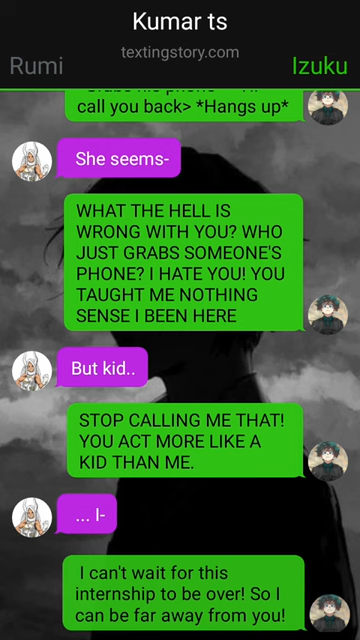 Kumar ts
textingstory.com
Rumi
Izuku
call you back> *Hangs up*
She seems-
WHAT THE HELL IS
WRONG WITH YOU? WHO
JUST GRABS SOMEONE'S
PHONE? I HATE YOU! YOU
TAUGHT ME NOTHING
SENSE I BEEN HERE
But kid..
STOP CALLING ME THAT!
YOU ACT MORE LIKE A
KID THAN ME.
... I-
I can't wait for this
internship to be over! So I
can be far away from you!